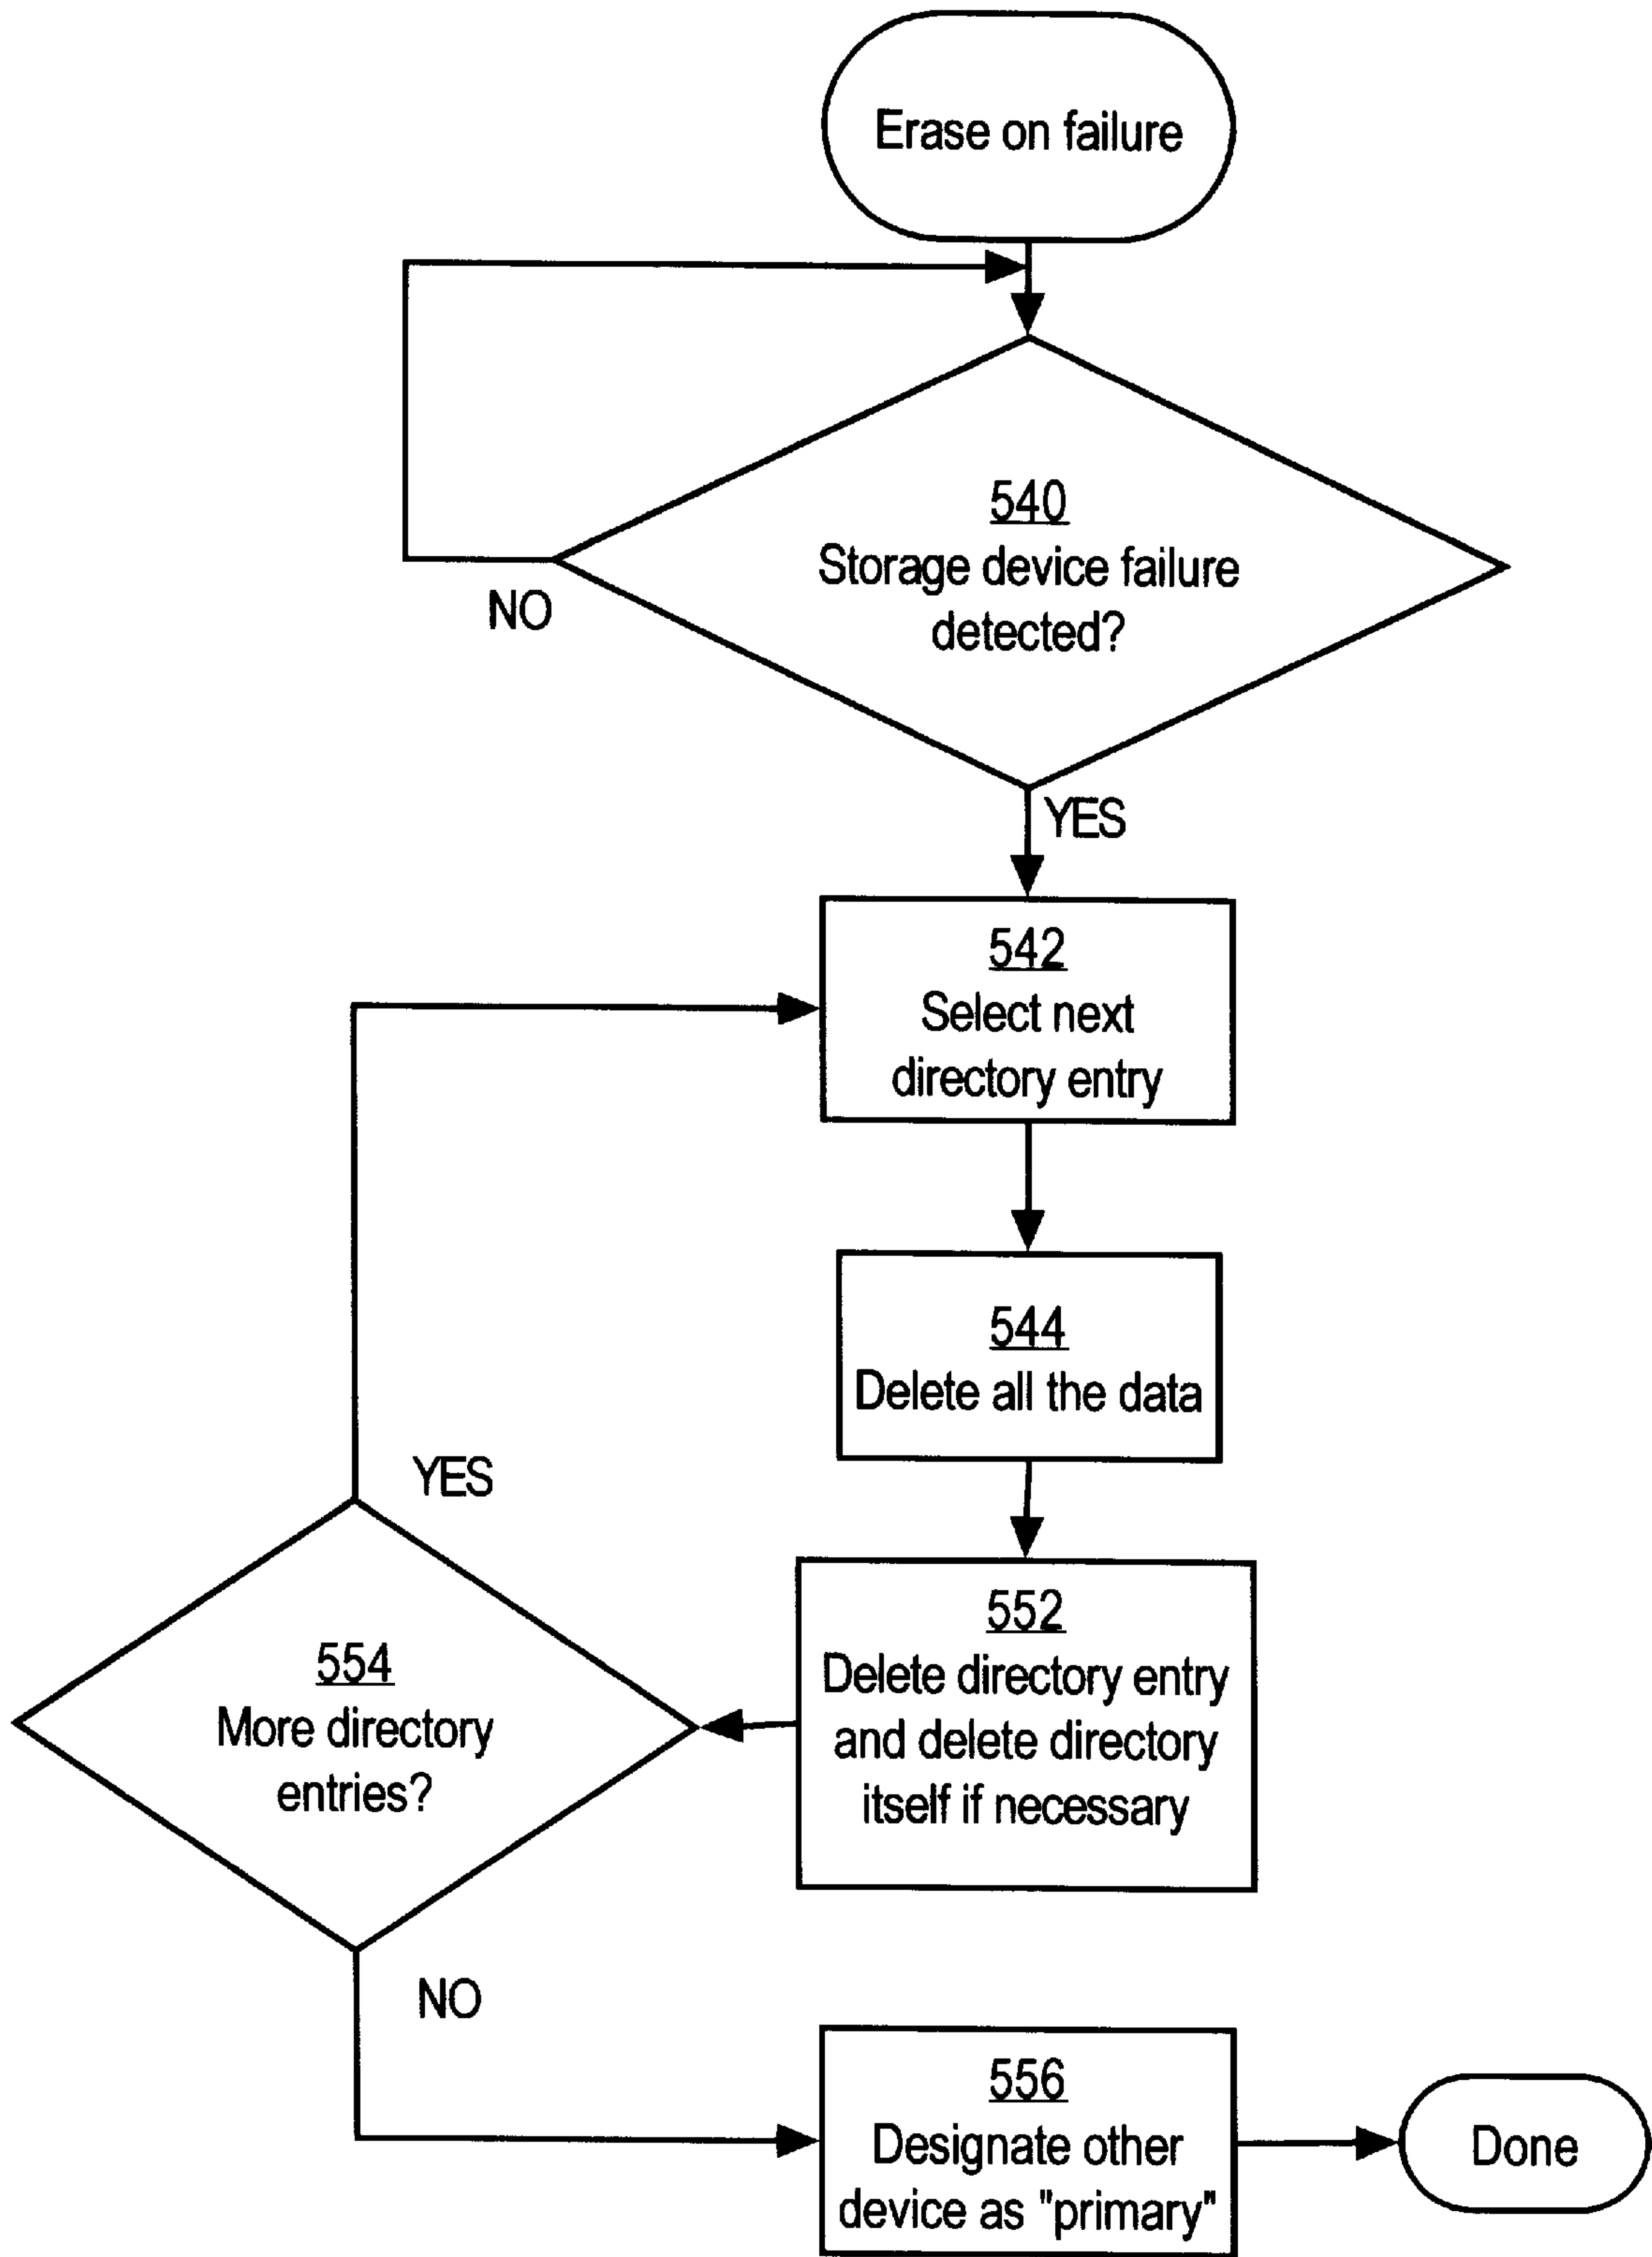 Erase on failure
540
Storage device failure
detected?
NO
YES
542
Select next
directory entry
544
Delete all the data
YES
552
Delete directory entry
and delete directory
itself if necessary
554
More directory
entries?
NO
556
Designate other
device as "primary"
Done